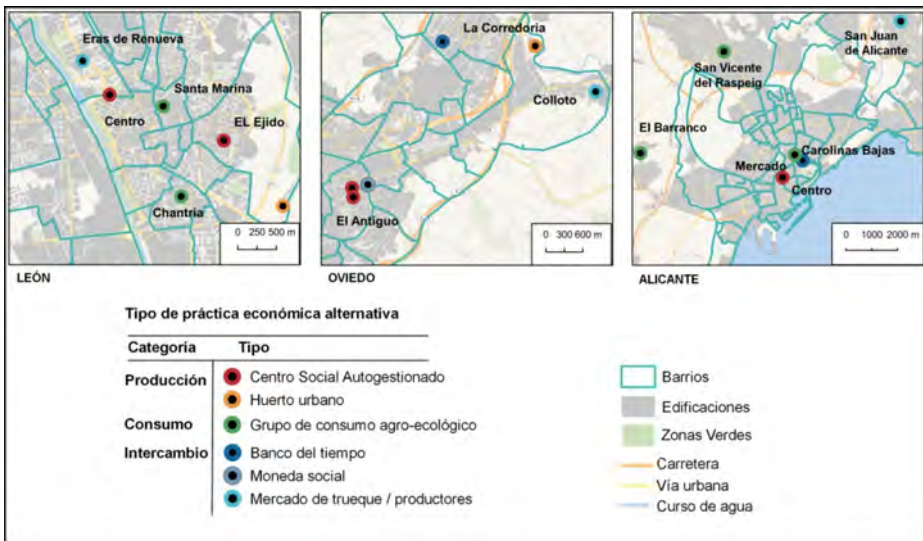 Eras de Renueva
Santa Marina
Centro
EL Ejido
Chantria
0 250 500 m
LEÓN
La Corredoria
Colloto
El Antiguo
0 300 600 m
OVIEDO
San Juan
de Alicante
San Vicente
del Raspeig
El Barranco
Carolinas Bajas
Mercado
Centro
0 1000 2000 m
ALICANTE
Tipo de práctica económica alternativa
Categoría Tipo
Producción
Centro Social Autogestionado
Huerto urbano
Consumo Grupo de consumo agro-ecológico
Intercambio Banco del tiempo
Moneda social
Mercado de trueque / productores
Barrios
Edificaciones
Zonas Verdes
Carretera
Vía urbana
Curso de agua